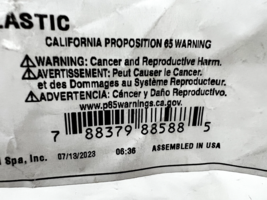 LASTIC
CALIFORNIA PROPOSITION 65 WARNING
⚠WARNING: Cancer and Reproductive Harm.
⚠AVERTISSEMENT: Peut Causer le Cancer,
et des Dommages au Système Reproducteur.
⚠ADVERTENCIA: Cáncer y Daño Reproductivo.
www.p65warnings.ca.gov.
7 88379 88588 5
Spa, Inc. 07/13/2023 06:36 ASSEMBLED IN USA